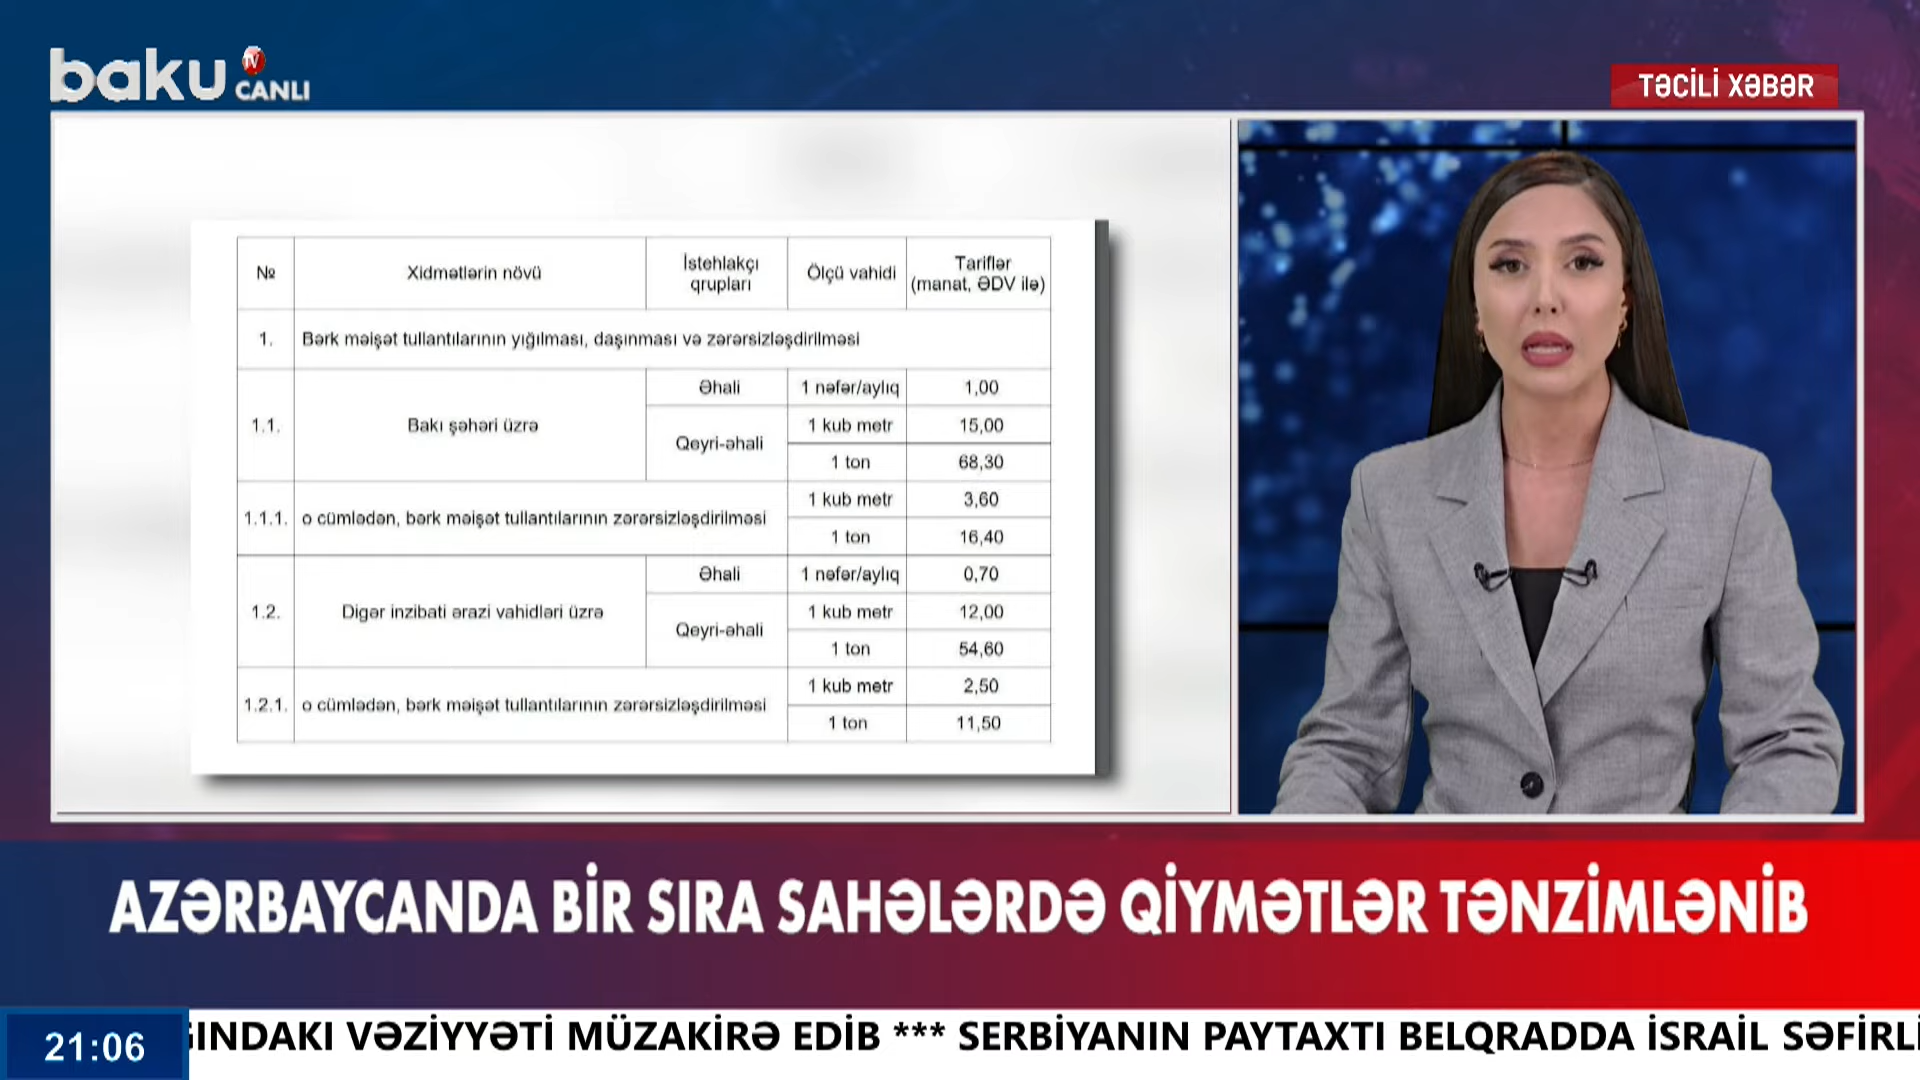 baku TV
CANLI
TƏCİLİ XƏBƏR
№ Xidmətlərin növü İstehlakçı qrupları Ölçü vahidi Tariflər (manat, ƏDV ilə)
1. Bərk məişət tullantılarının yığılması, daşınması və zərərsizləşdirilməsi
1.1. Bakı şəhəri üzrə Əhali 1 nəfər/aylıq 1,00
Qeyri-əhali 1 kub metr 15,00
1 ton 68,30
1.1.1. o cümlədən, bərk məişət tullantılarının zərərsizləşdirilməsi 1 kub metr 3,60
1 ton 16,40
1.2. Digər inzibati ərazi vahidləri üzrə Əhali 1 nəfər/aylıq 0,70
Qeyri-əhali 1 kub metr 12,00
1 ton 54,60
1.2.1. o cümlədən, bərk məişət tullantılarının zərərsizləşdirilməsi 1 kub metr 2,50
1 ton 11,50
AZƏRBAYCANDA BİR SIRA SAHƏLƏRDƏ QİYMƏTLƏR TƏNZİMLƏNİB
21:06 ĞINDAKI VƏZİYYƏTİ MÜZAKİRƏ EDİB *** SERBİYANIN PAYTAXTI BELQRADDA İSRAİL SƏFİRLİ